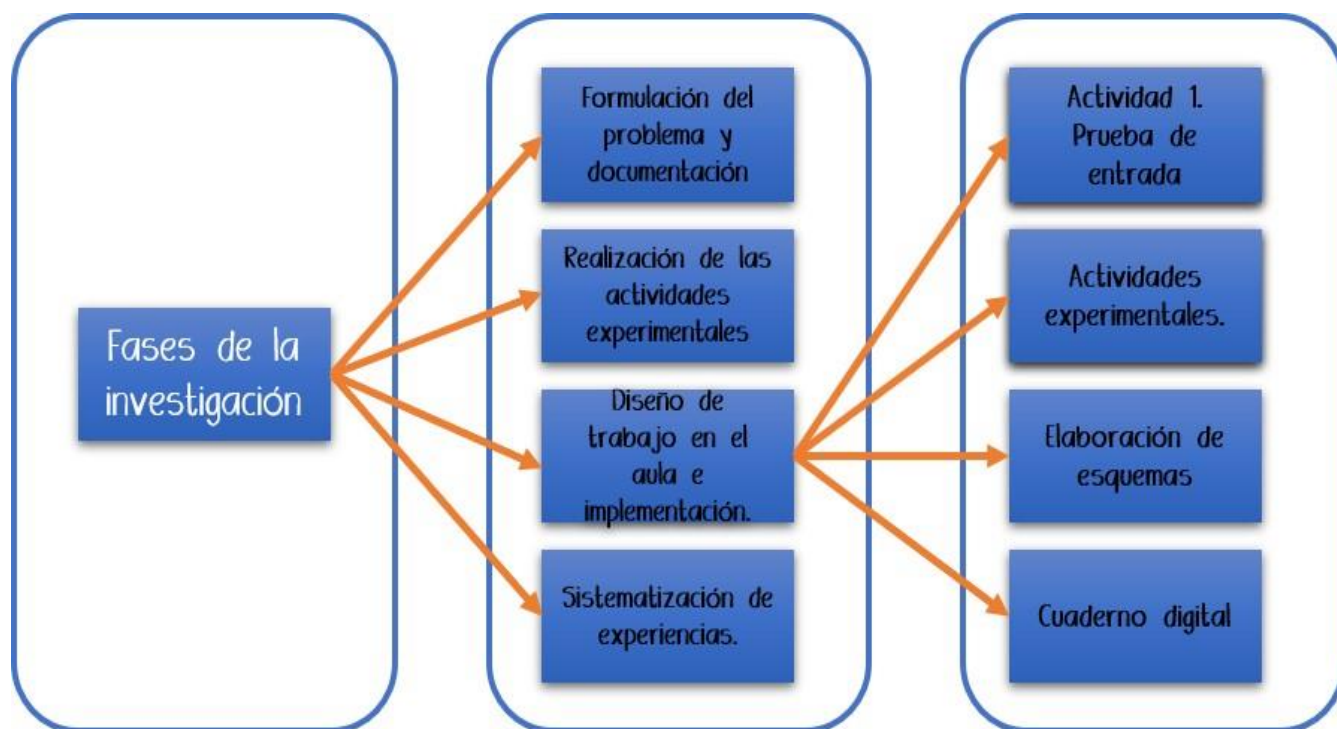 Fases de la
investigación
Formulación del
problema y
documentación
Realización de las
actividades
experimentales
Diseño de
trabajo en el
aula e
implementación.
Sistematización de
experiencias.
Actividad 1.
Prueba de
entrada
Actividades
experimentales.
Elaboración de
esquemas
Cuaderno digital